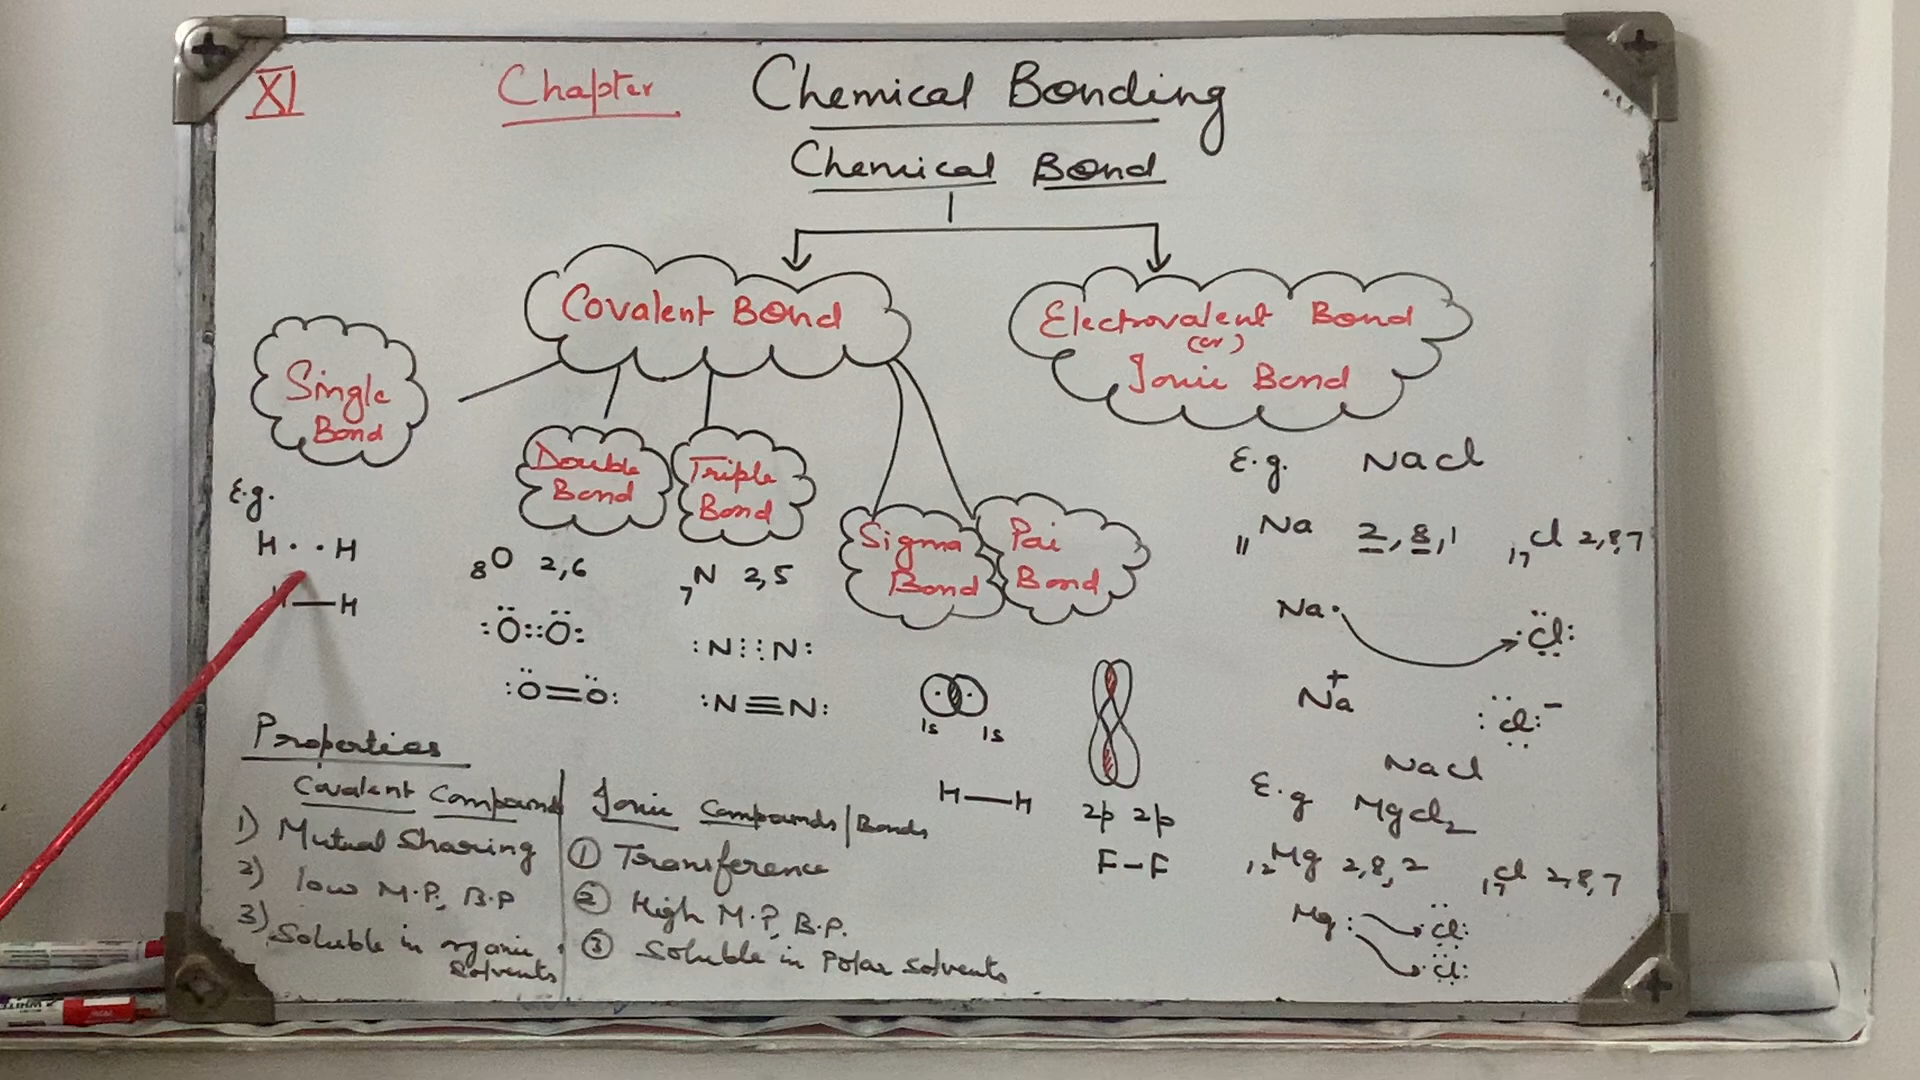 XI
Chapter Chemical Bonding
Chemical Bond
Covalent Bond
Electrovalent Bond
(or)
Ionic Bond
Single
Bond
E.g.
H· ·H
H—H
Double
Bond
8O 2,6
:Ö::Ö:
:Ö=Ö:
Triple
Bond
7N 2,5
:N⋮⋮N:
:N≡N:
Sigma
Bond
1s 1s
H—H
Pai
Bond
2p 2p
F-F
E.g. NaCl
11Na 2,8,1 17Cl 2,8,7
Na· ·Cl:
Na+ :Cl:-
NaCl
E.g MgCl2
12Mg 2,8,2 17Cl 2,8,7
Mg: ·Cl:
·Cl:
Properties
Covalent Compound
1) Mutual Sharing
2) low M.P, B.P
3) Soluble in organic
Solvents
Ionic Compounds/Bonds
① Transference
② High M.P, B.P.
③ Soluble in Polar solvents